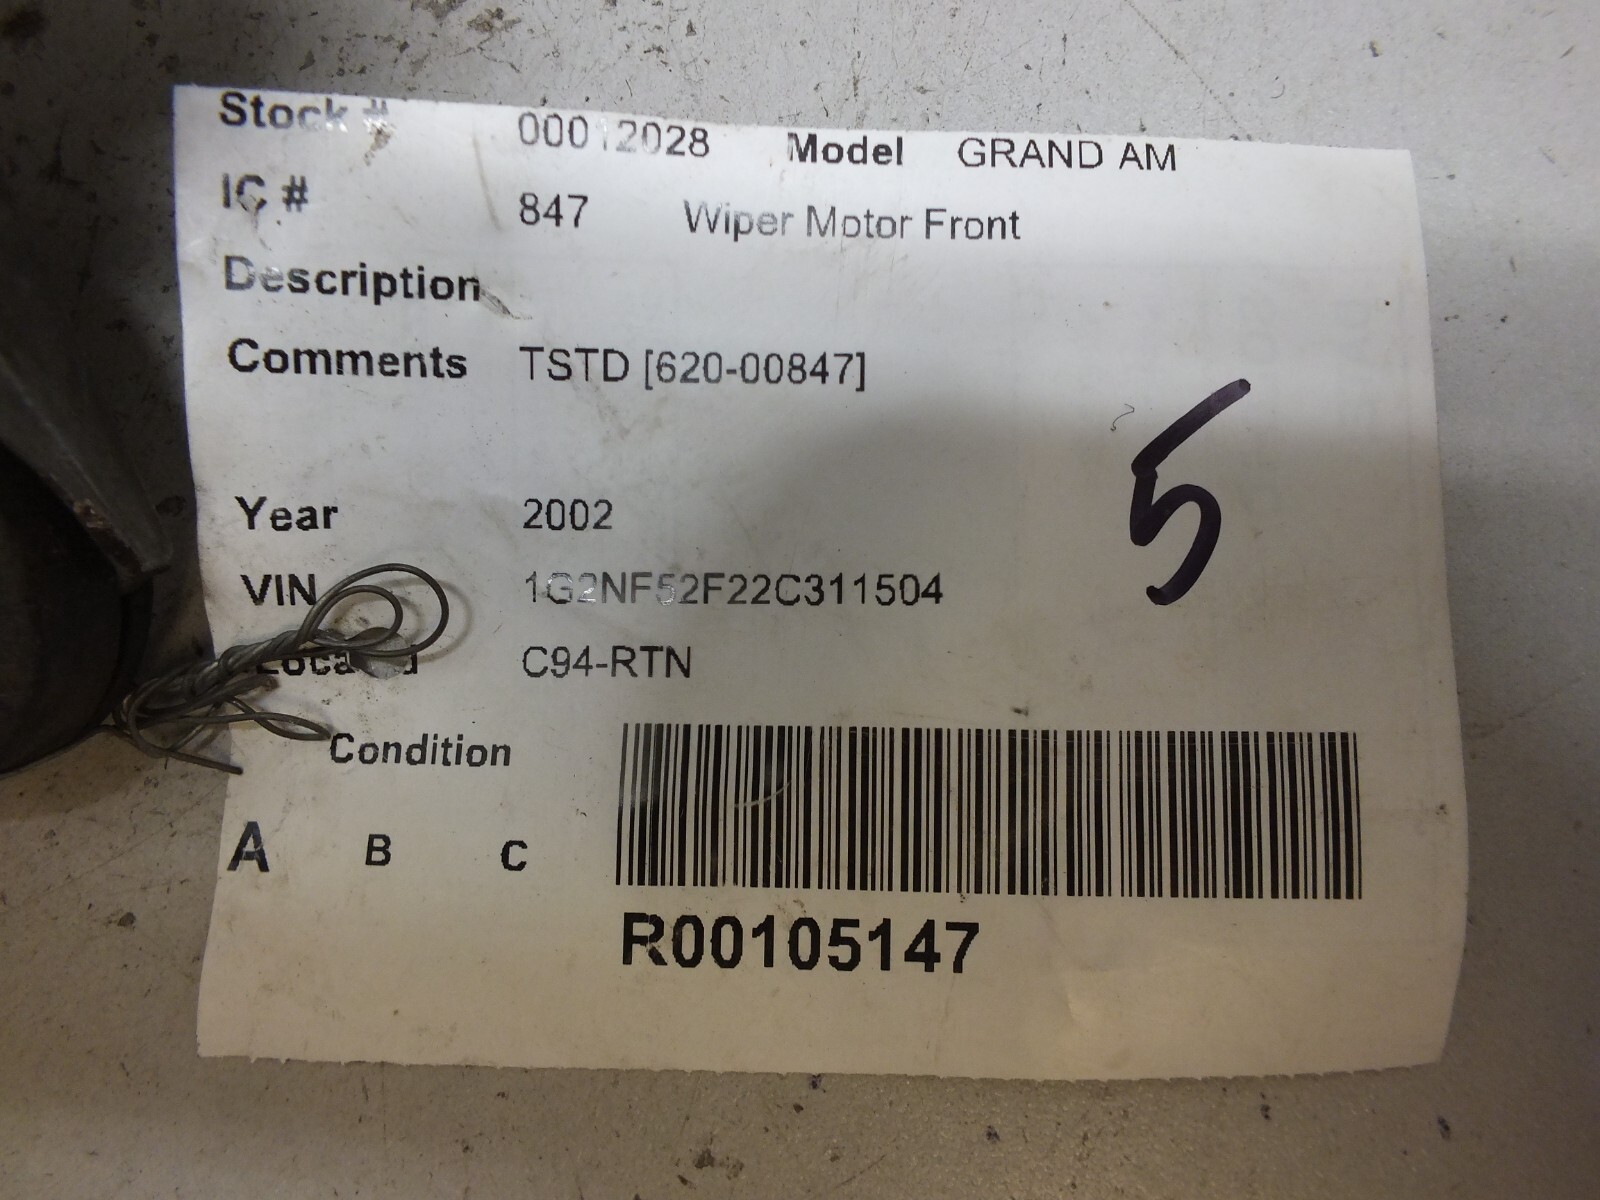 Stock # 00012028 Model GRAND AM
IC # 847 Wiper Motor Front
Description
Comments TSTD [620-00847]
5
Year 2002
VIN 1G2NF52F22C311504
Located C94-RTN
Condition
A B C
R00105147